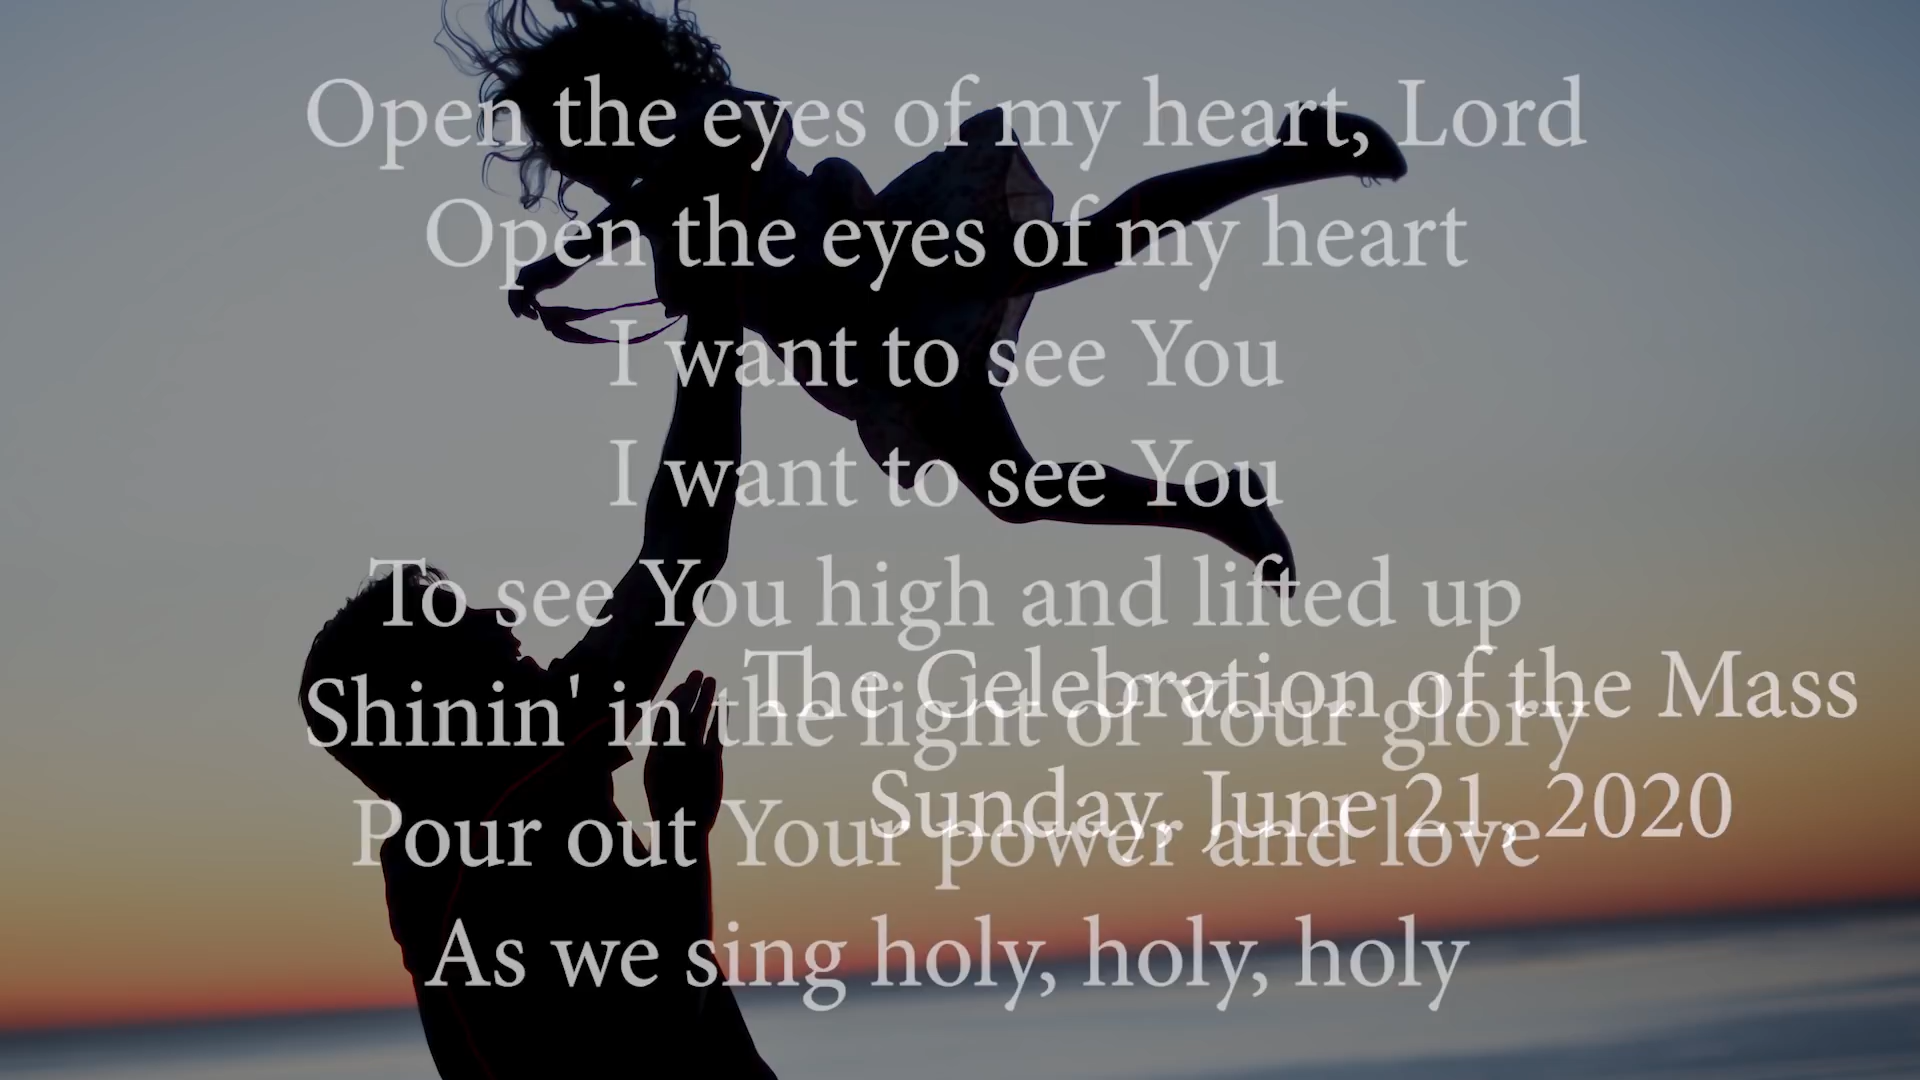 Open the eyes of my heart, Lord
Open the eyes of my heart
I want to see You
I want to see You
To see You high and lifted up
The Celebration of the Mass
Shinin' in the light of Your glory
Sunday, June 21, 2020
Pour out Your power and love
As we sing holy, holy, holy